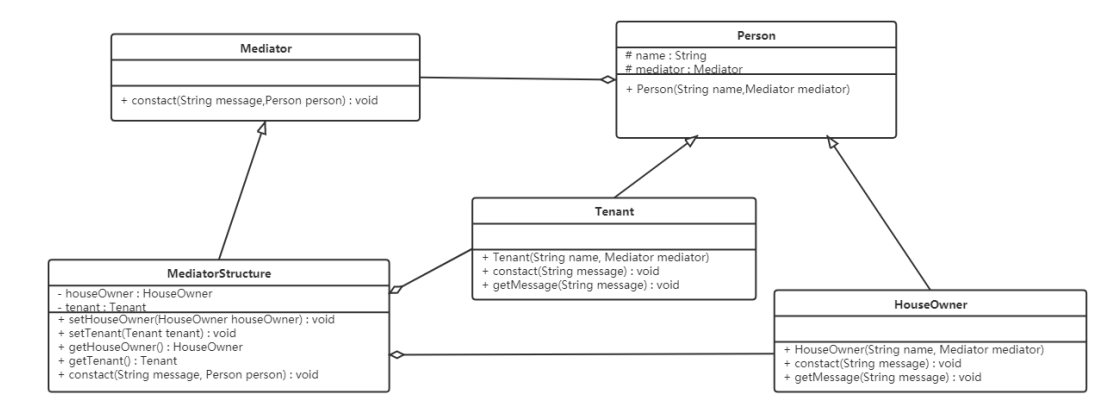 Mediator
+ constact(String message,Person person) : void
Person
# name : String
# mediator : Mediator
+ Person(String name,Mediator mediator)
Tenant
+ Tenant(String name, Mediator mediator)
+ constact(String message) : void
+ getMessage(String message) : void
MediatorStructure
- houseOwner : HouseOwner
- tenant : Tenant
+ setHouseOwner(HouseOwner houseOwner) : void
+ setTenant(Tenant tenant) : void
+ getHouseOwner() : HouseOwner
+ getTenant() : Tenant
+ constact(String message, Person person) : void
HouseOwner
+ HouseOwner(String name, Mediator mediator)
+ constact(String message) : void
+ getMessage(String message) : void